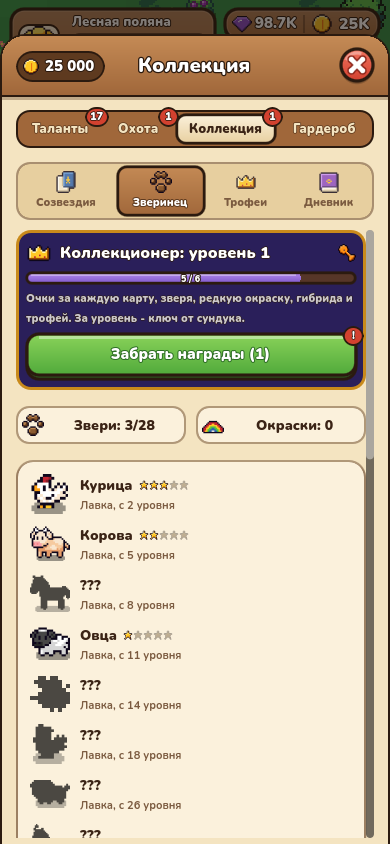 Лесная поляна
98.7K
25K
25 000
Коллекция
17
1
1
Таланты
Охота
Коллекция
Гардероб
Созвездия
Зверинец
Трофеи
Дневник
Коллекционер: уровень 1
5/6
Очки за каждую карту, зверя, редкую окраску, гибрида и
трофей. За уровень - ключ от сундука.
!
Забрать награды (1)
Звери: 3/28
Окраски: 0
Курица
Лавка, с 2 уровня
Корова
Лавка, с 5 уровня
???
Лавка, с 8 уровня
Овца
Лавка, с 11 уровня
???
Лавка, с 14 уровня
???
Лавка, с 18 уровня
???
Лавка, с 26 уровня
???